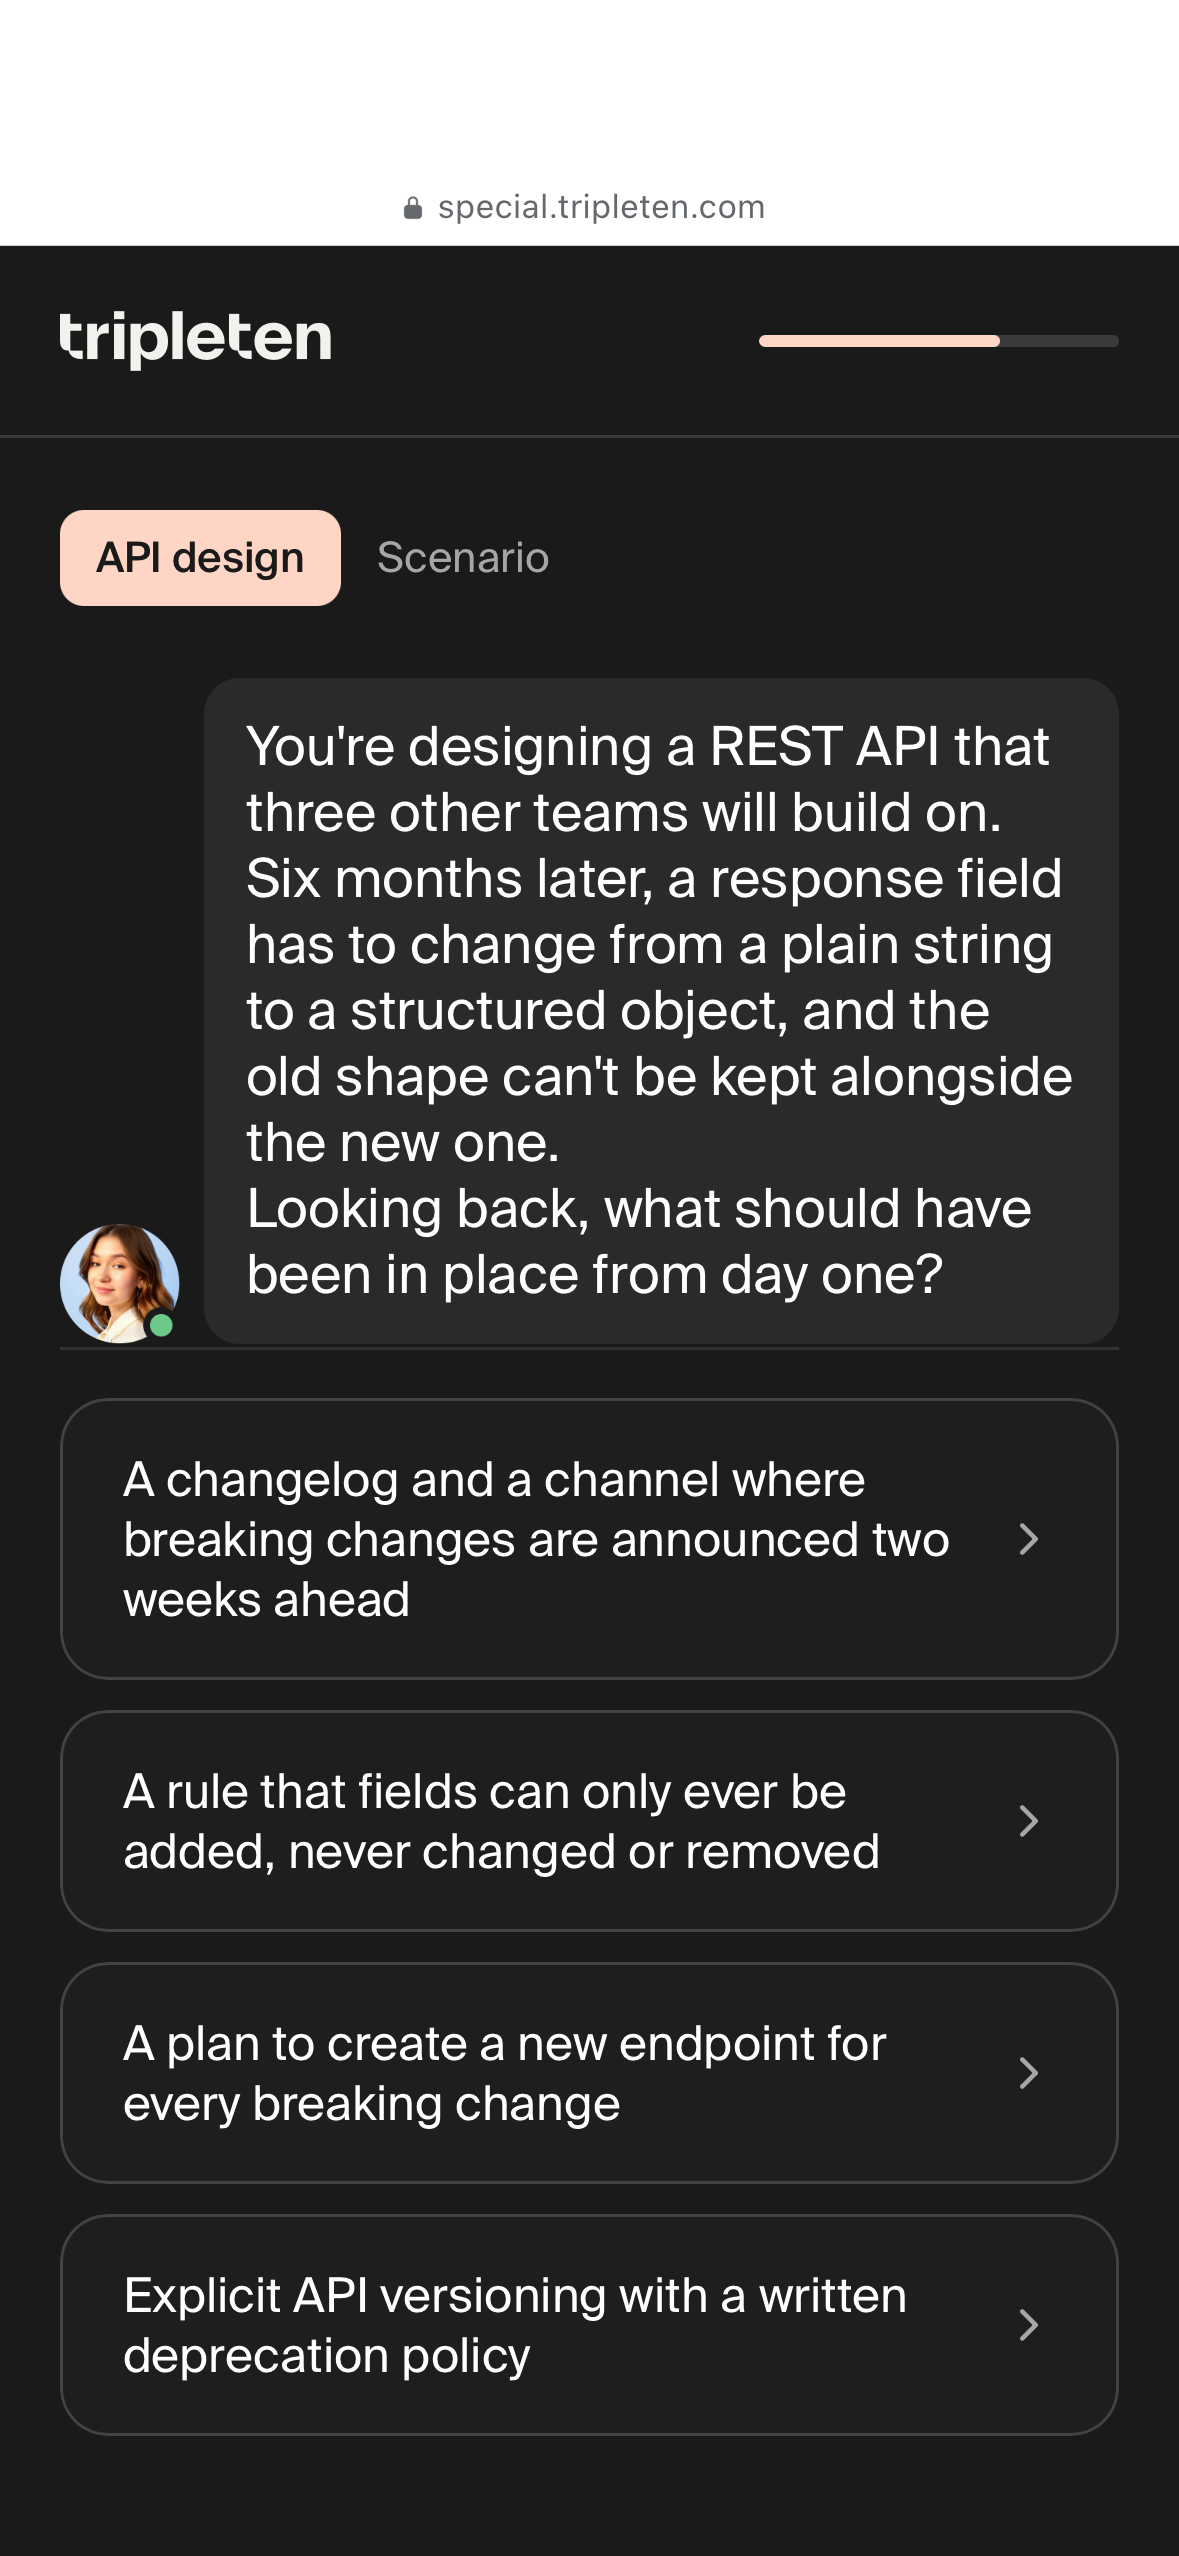 special.tripleten.com
tripleten
API design
Scenario
You're designing a REST API that
three other teams will build on.
Six months later, a response field
has to change from a plain string
to a structured object, and the
old shape can't be kept alongside
the new one.
Looking back, what should have
been in place from day one?
A changelog and a channel where
breaking changes are announced two
weeks ahead
A rule that fields can only ever be
added, never changed or removed
A plan to create a new endpoint for
every breaking change
Explicit API versioning with a written
deprecation policy